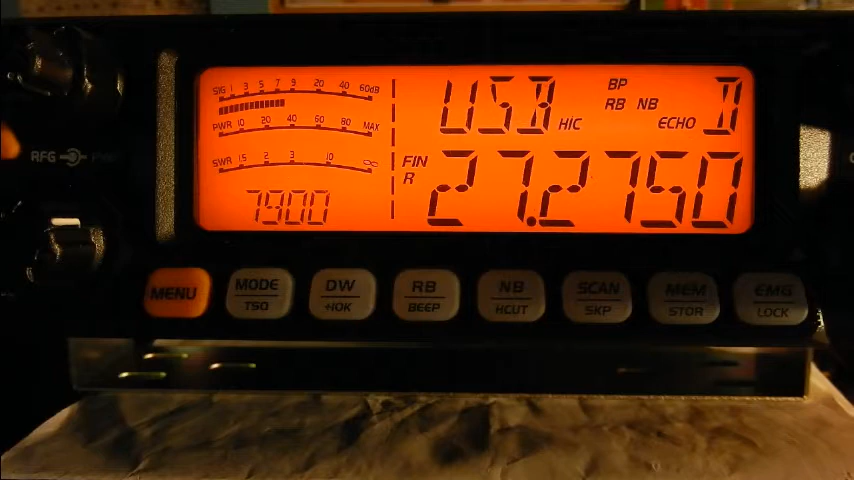 SIG 1 3 5 7 9 20 40 60dB
PWR 10 20 40 60 80 MAX
SWR 1.5 2 3 10 ∞
7900
USB HIC
BP
RB NB
ECHO D
FIN
R
27.2750
RFG
MENU
MODE
TSQ
DW
+10K
RB
BEEP
NB
HCUT
SCAN
SKP
MEM
STOR
EMG
LOCK